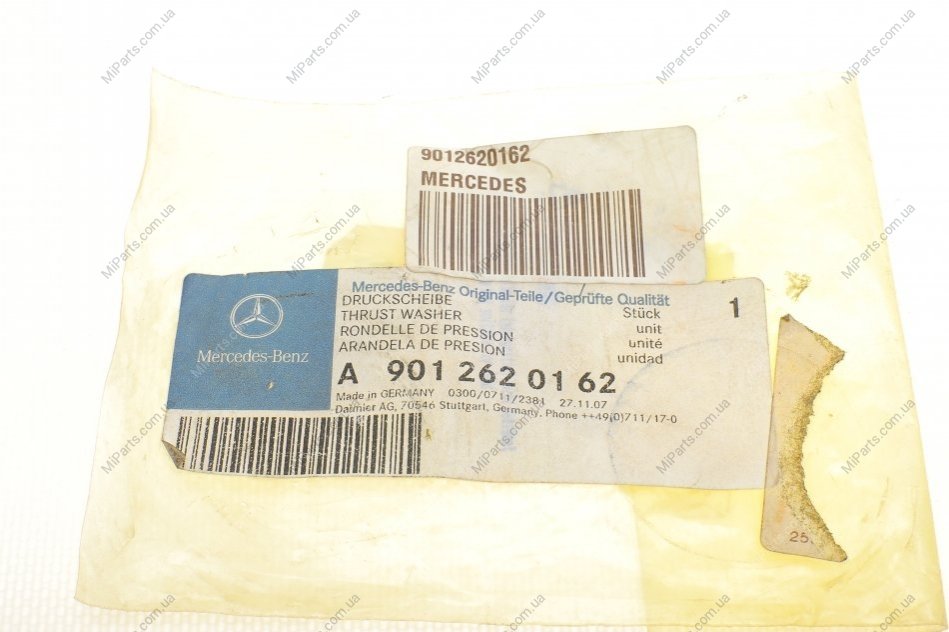 9012620162
MERCEDES
Mercedes-Benz Original-Teile/Geprüfte Qualität
DRUCKSCHEIBE Stück 1
THRUST WASHER unit
RONDELLE DE PRESSION unité
ARANDELA DE PRESION unidad
Mercedes-Benz
A 901 262 01 62
Made in GERMANY 0300/0711/2381 27.11.07
Daimler AG, 70546 Stuttgart, Germany. Phone ++49(0)711/17-0
25
MiParts.com.ua